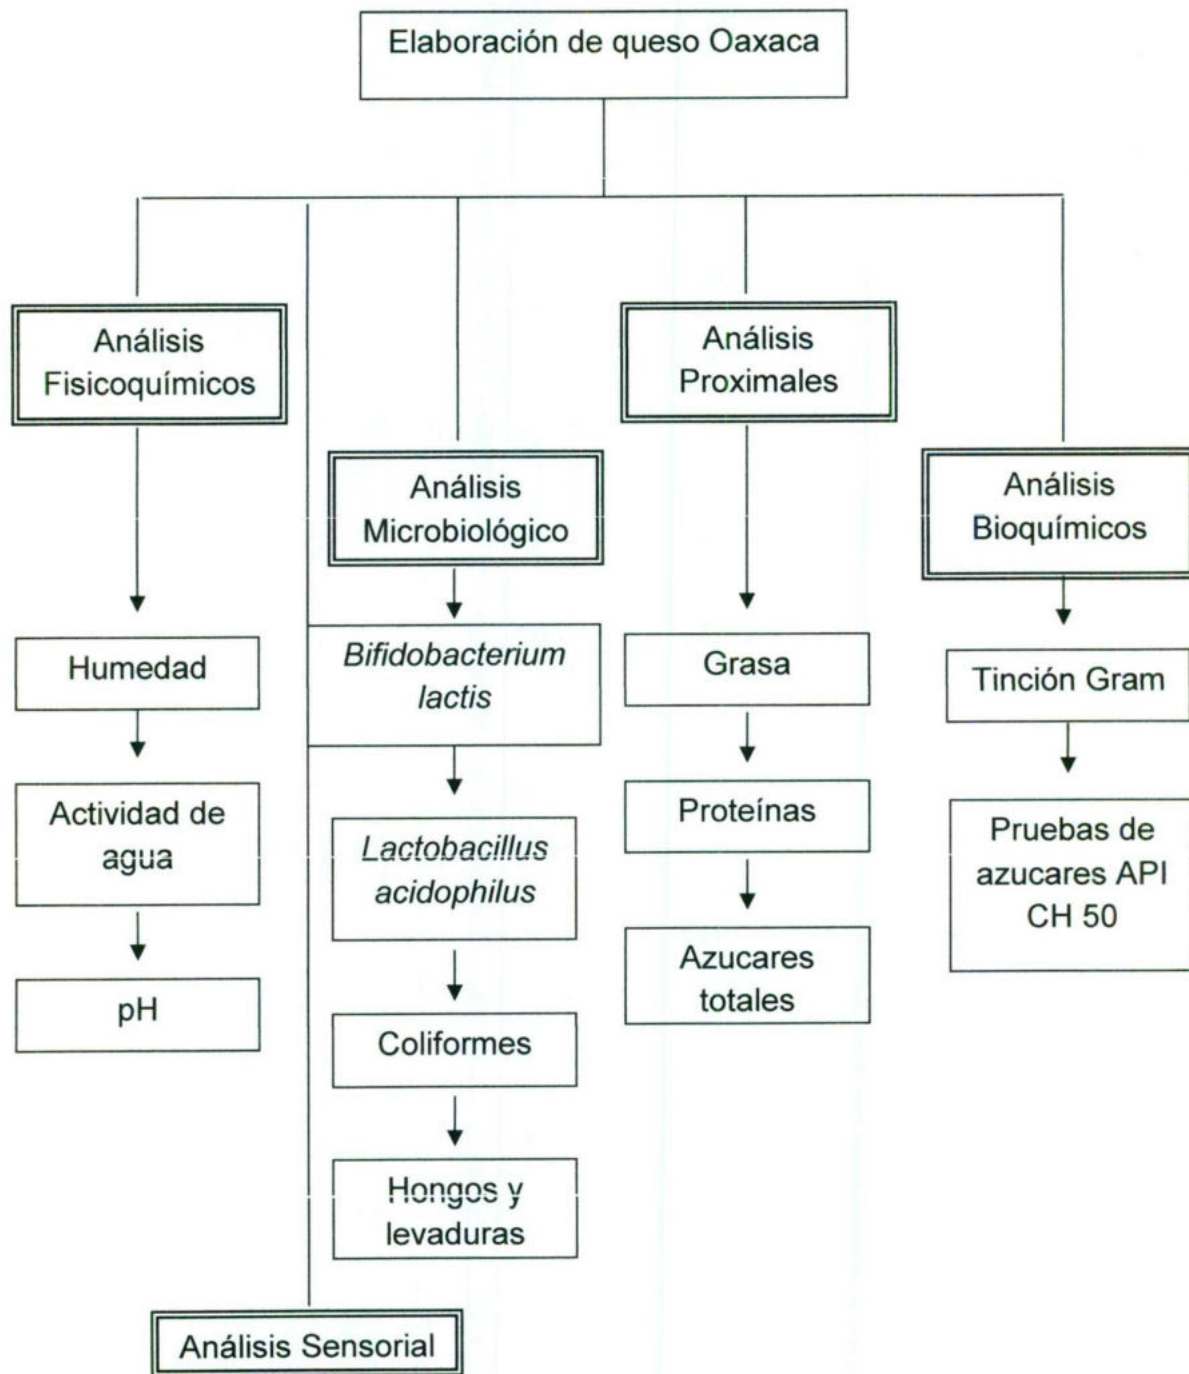 Elaboración de queso Oaxaca
Análisis
Fisicoquímicos
Humedad
Actividad de
agua
pH
Análisis
Microbiológico
Bifidobacterium
lactis
Lactobacillus
acidophilus
Coliformes
Hongos y
levaduras
Análisis
Proximales
Grasa
Proteínas
Azucares
totales
Análisis
Bioquímicos
Tinción Gram
Pruebas de
azucares API
CH 50
Análisis Sensorial